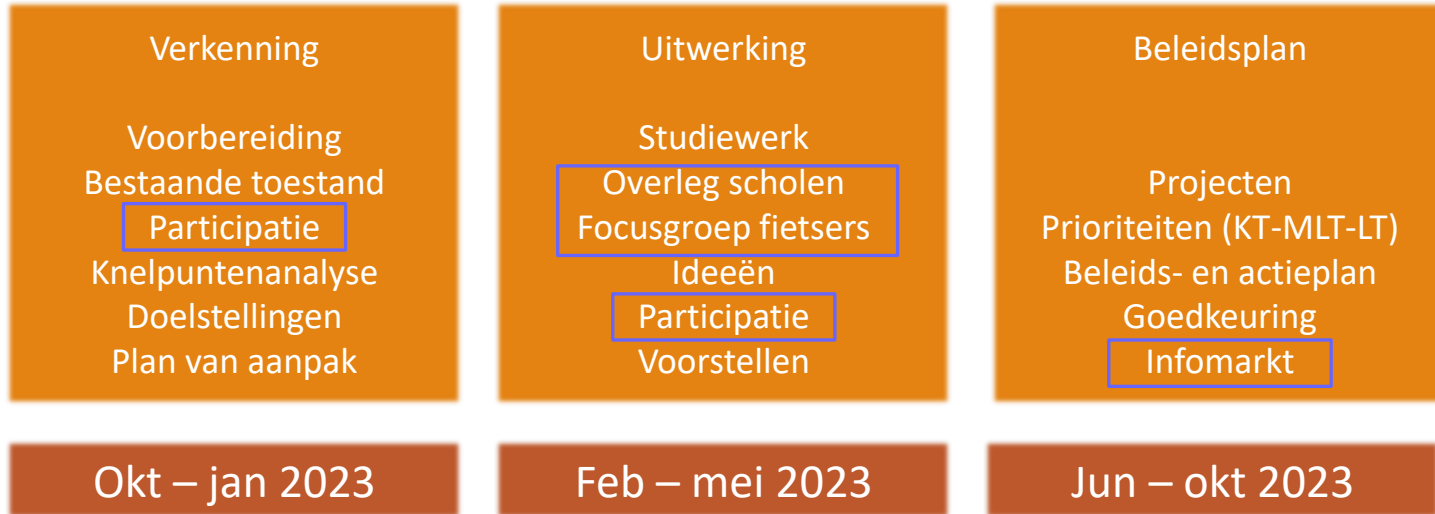 Verkenning
Voorbereiding
Bestaande toestand
Participatie
Knelpuntenanalyse
Doelstellingen
Plan van aanpak
Okt – jan 2023
Uitwerking
Studiewerk
Overleg scholen
Focusgroep fietsers
Ideeën
Participatie
Voorstellen
Feb – mei 2023
Beleidsplan
Projecten
Prioriteiten (KT-MLT-LT)
Beleids- en actieplan
Goedkeuring
Infomarkt
Jun – okt 2023